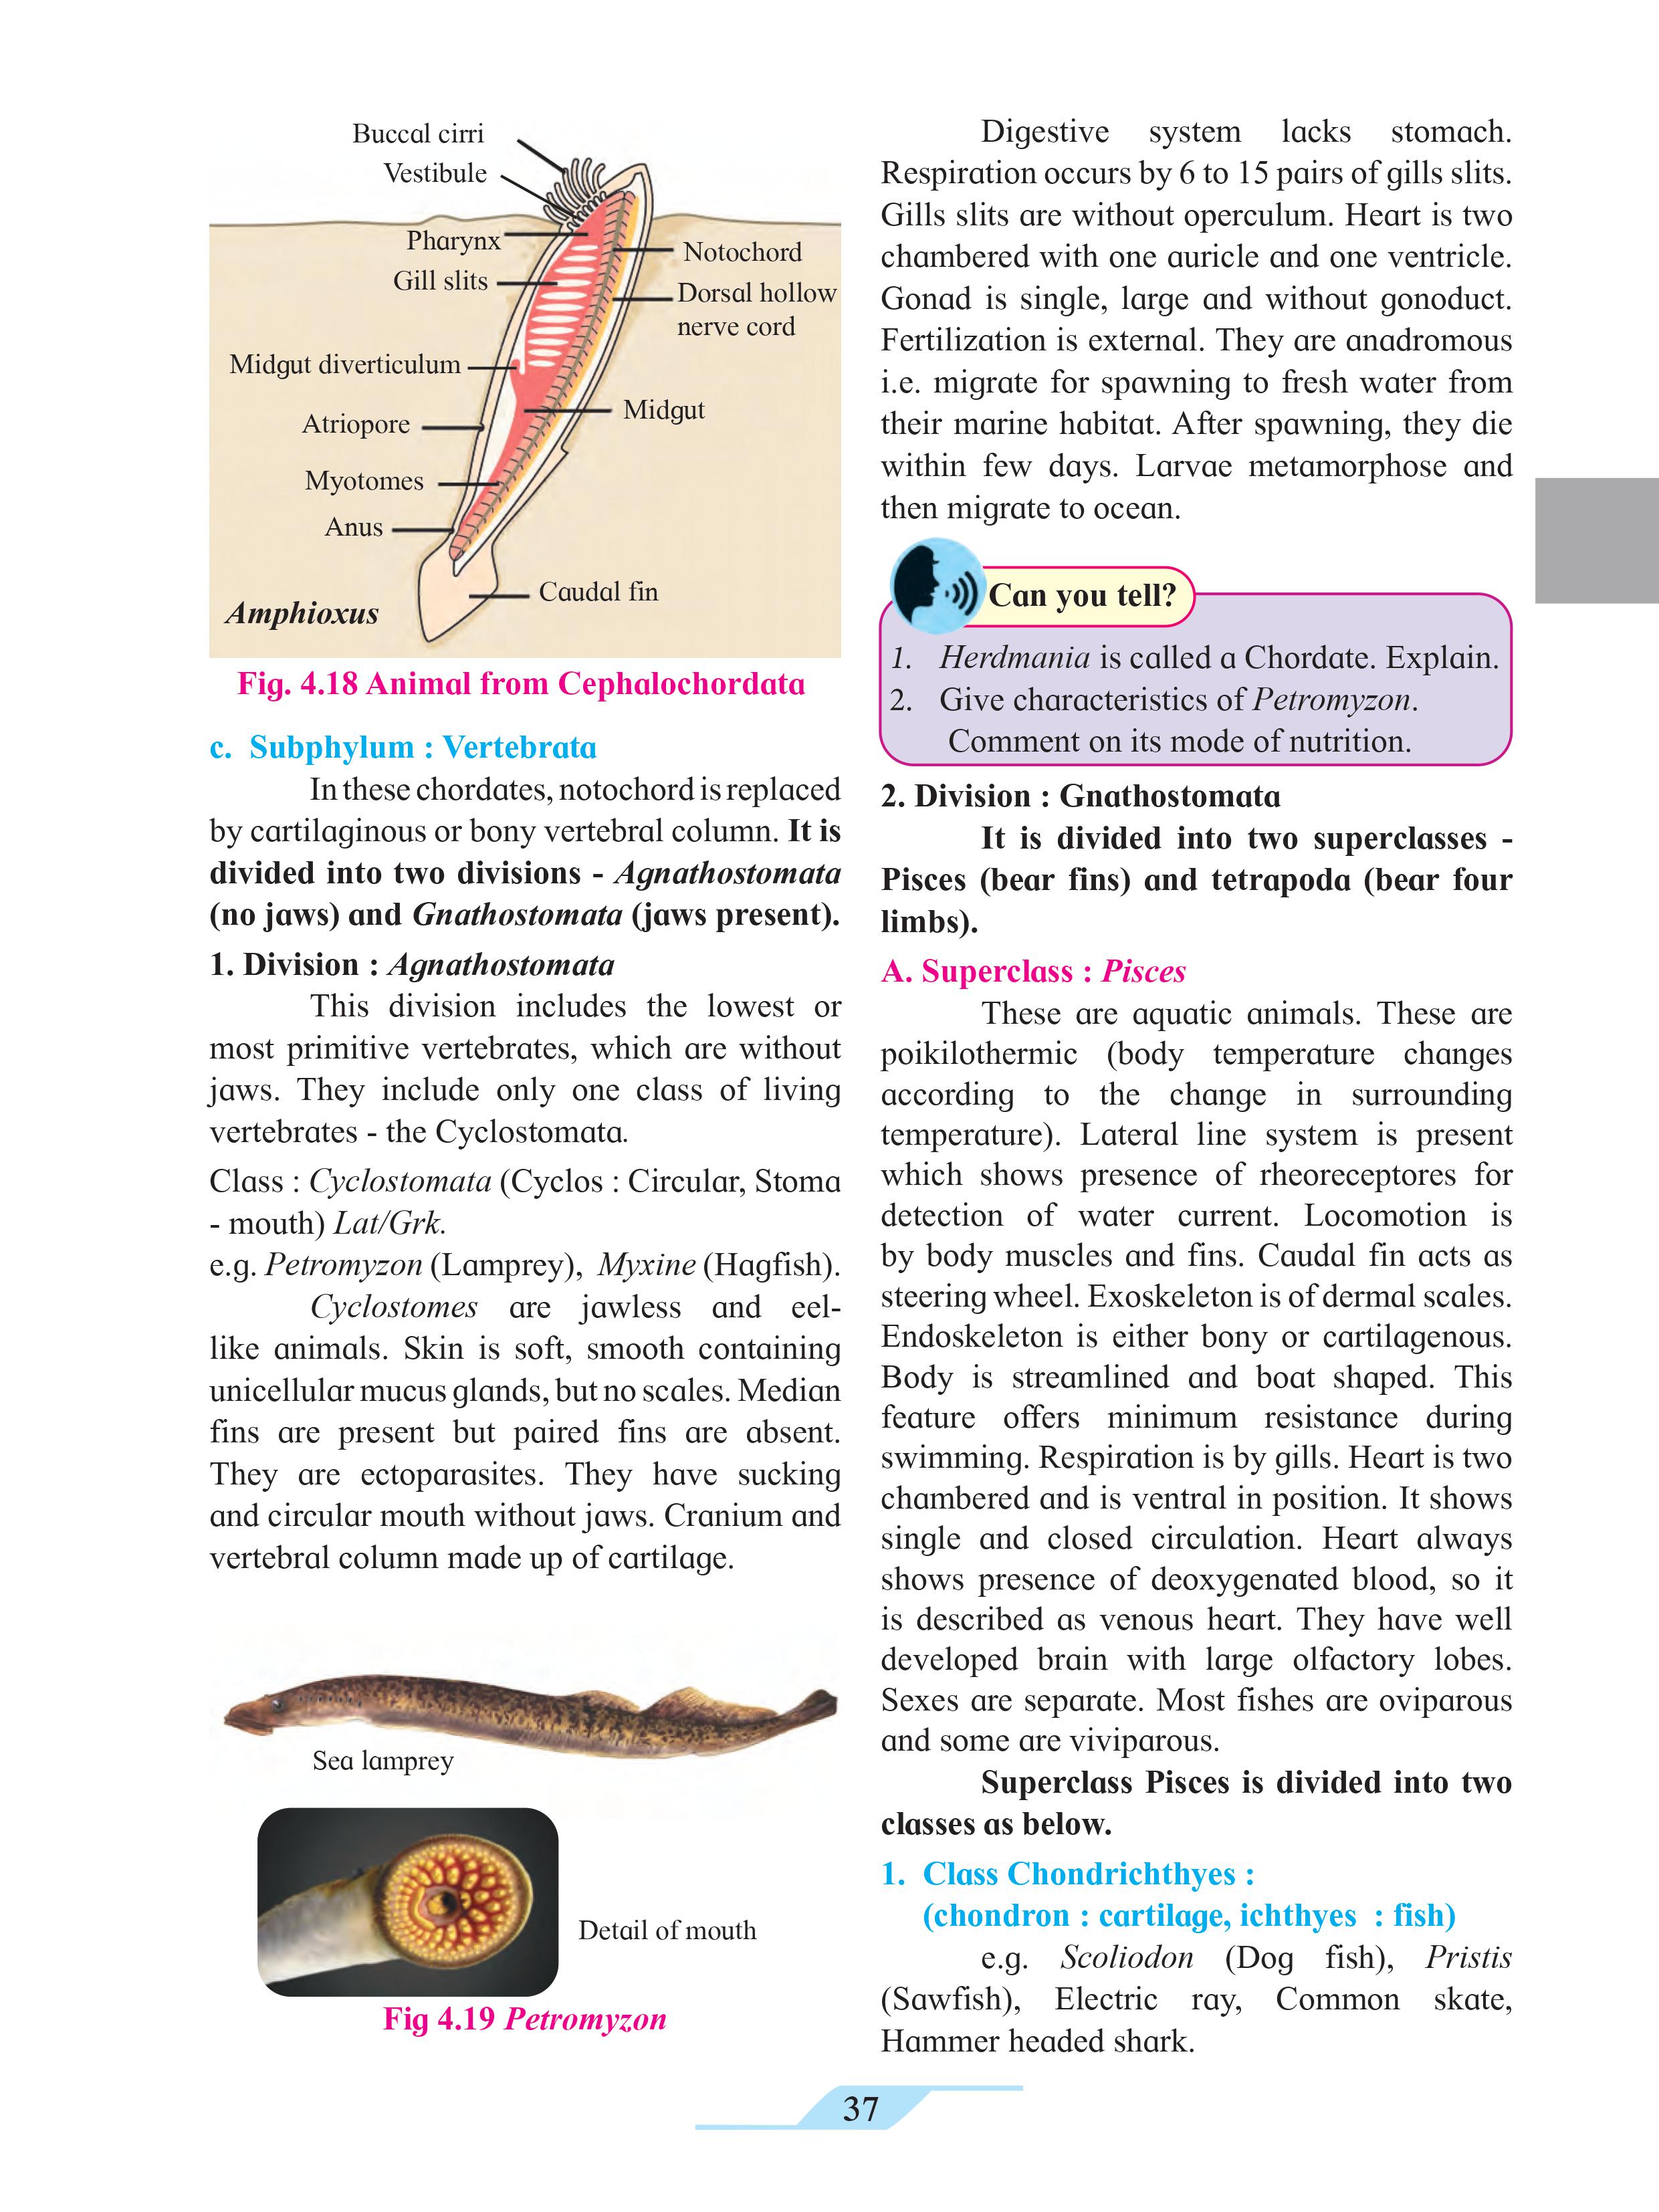 Buccal cirri
Vestibule
Pharynx
Gill slits
Notochord
Dorsal hollow
nerve cord
Midgut diverticulum
Midgut
Atriopore
Myotomes
Anus
Caudal fin
Amphioxus
Fig. 4.18 Animal from Cephalochordata
c. Subphylum : Vertebrata
In these chordates, notochord is replaced
by cartilaginous or bony vertebral column. It is
divided into two divisions - Agnathostomata
(no jaws) and Gnathostomata (jaws present).
1. Division : Agnathostomata
This division includes the lowest or
most primitive vertebrates, which are without
jaws. They include only one class of living
vertebrates - the Cyclostomata.
Class : Cyclostomata (Cyclos : Circular, Stoma
- mouth) Lat/Grk.
e.g. Petromyzon (Lamprey), Myxine (Hagfish).
Cyclostomes are jawless and eel-
like animals. Skin is soft, smooth containing
unicellular mucus glands, but no scales. Median
fins are present but paired fins are absent.
They are ectoparasites. They have sucking
and circular mouth without jaws. Cranium and
vertebral column made up of cartilage.
Sea lamprey
Detail of mouth
Fig 4.19 Petromyzon
Digestive system lacks stomach.
Respiration occurs by 6 to 15 pairs of gills slits.
Gills slits are without operculum. Heart is two
chambered with one auricle and one ventricle.
Gonad is single, large and without gonoduct.
Fertilization is external. They are anadromous
i.e. migrate for spawning to fresh water from
their marine habitat. After spawning, they die
within few days. Larvae metamorphose and
then migrate to ocean.
Can you tell?
1. Herdmania is called a Chordate. Explain.
2. Give characteristics of Petromyzon.
Comment on its mode of nutrition.
2. Division : Gnathostomata
It is divided into two superclasses -
Pisces (bear fins) and tetrapoda (bear four
limbs).
A. Superclass : Pisces
These are aquatic animals. These are
poikilothermic (body temperature changes
according to the change in surrounding
temperature). Lateral line system is present
which shows presence of rheoreceptores for
detection of water current. Locomotion is
by body muscles and fins. Caudal fin acts as
steering wheel. Exoskeleton is of dermal scales.
Endoskeleton is either bony or cartilagenous.
Body is streamlined and boat shaped. This
feature offers minimum resistance during
swimming. Respiration is by gills. Heart is two
chambered and is ventral in position. It shows
single and closed circulation. Heart always
shows presence of deoxygenated blood, so it
is described as venous heart. They have well
developed brain with large olfactory lobes.
Sexes are separate. Most fishes are oviparous
and some are viviparous.
Superclass Pisces is divided into two
classes as below.
1. Class Chondrichthyes :
(chondron : cartilage, ichthyes : fish)
e.g. Scoliodon (Dog fish), Pristis
(Sawfish), Electric ray, Common skate,
Hammer headed shark.
37